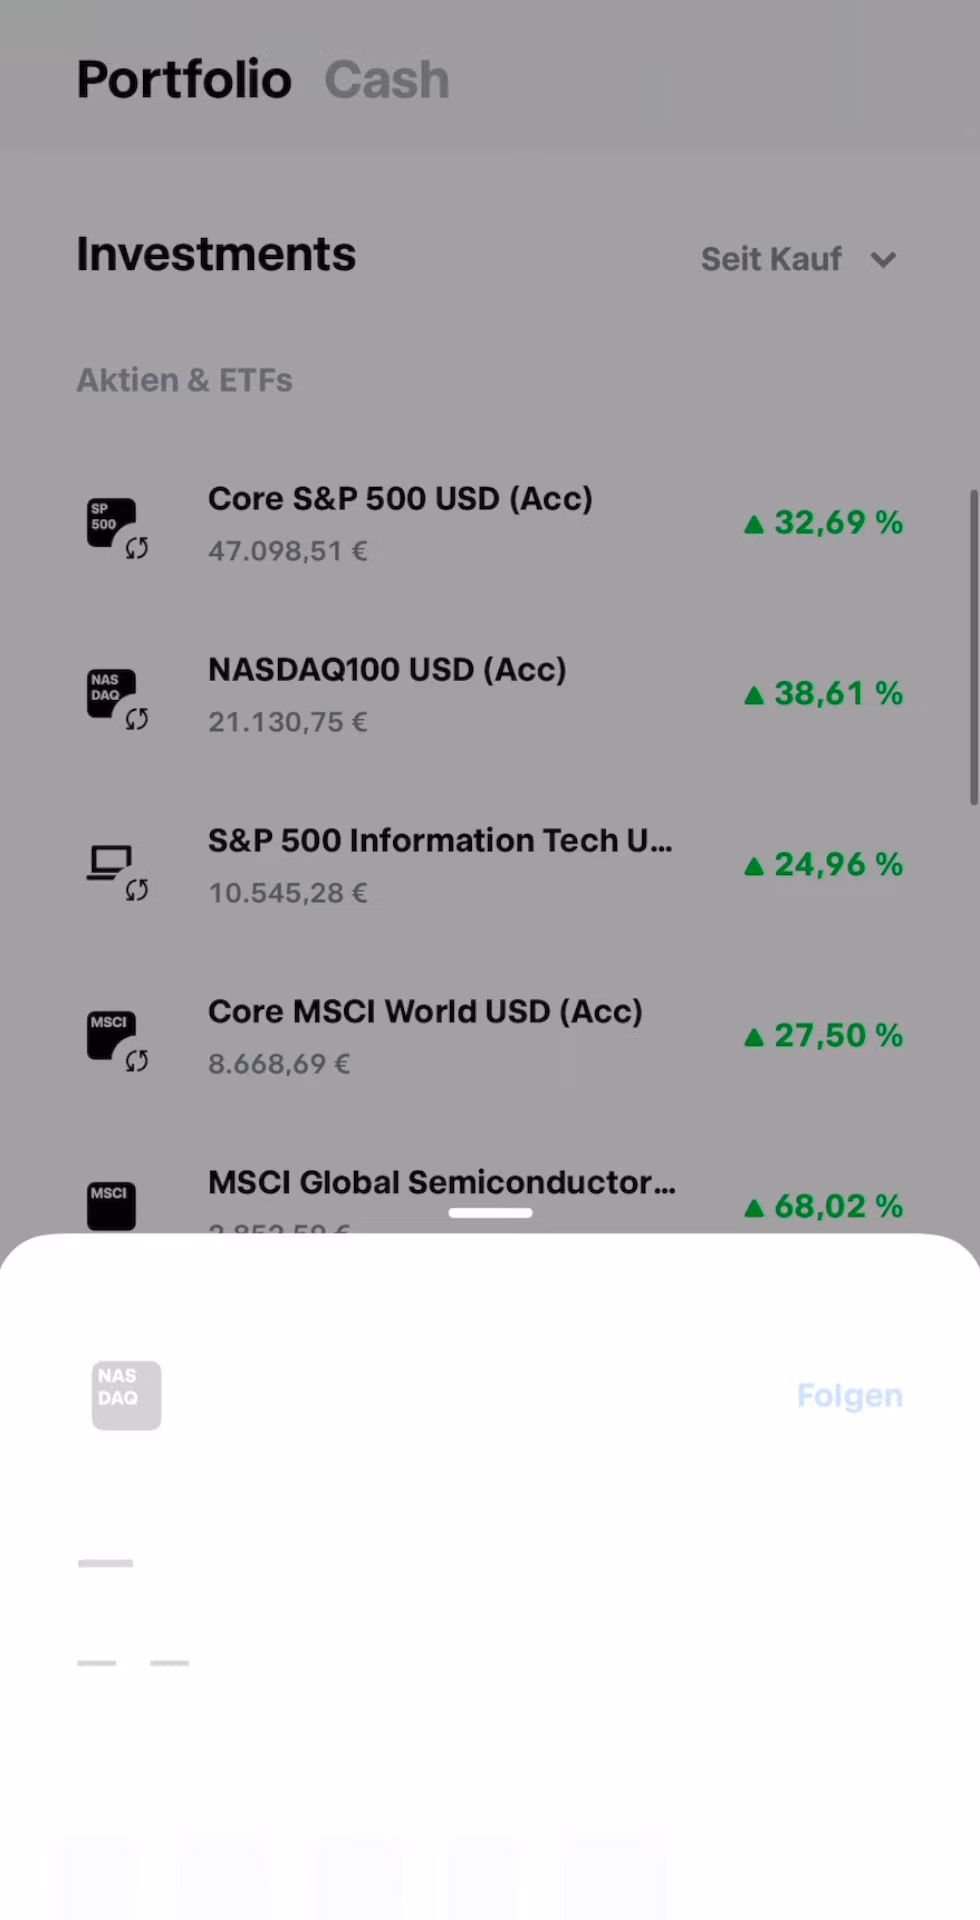 Portfolio Cash
Investments
Seit Kauf
Aktien & ETFs
SP
500
Core S&P 500 USD (Acc)
47.098,51 €
▲ 32,69 %
NAS
DAQ
NASDAQ100 USD (Acc)
21.130,75 €
▲ 38,61 %
S&P 500 Information Tech U...
10.545,28 €
▲ 24,96 %
MSCI
Core MSCI World USD (Acc)
8.668,69 €
▲ 27,50 %
MSCI
MSCI Global Semiconductor...
▲ 68,02 %
NAS
DAQ
Folgen